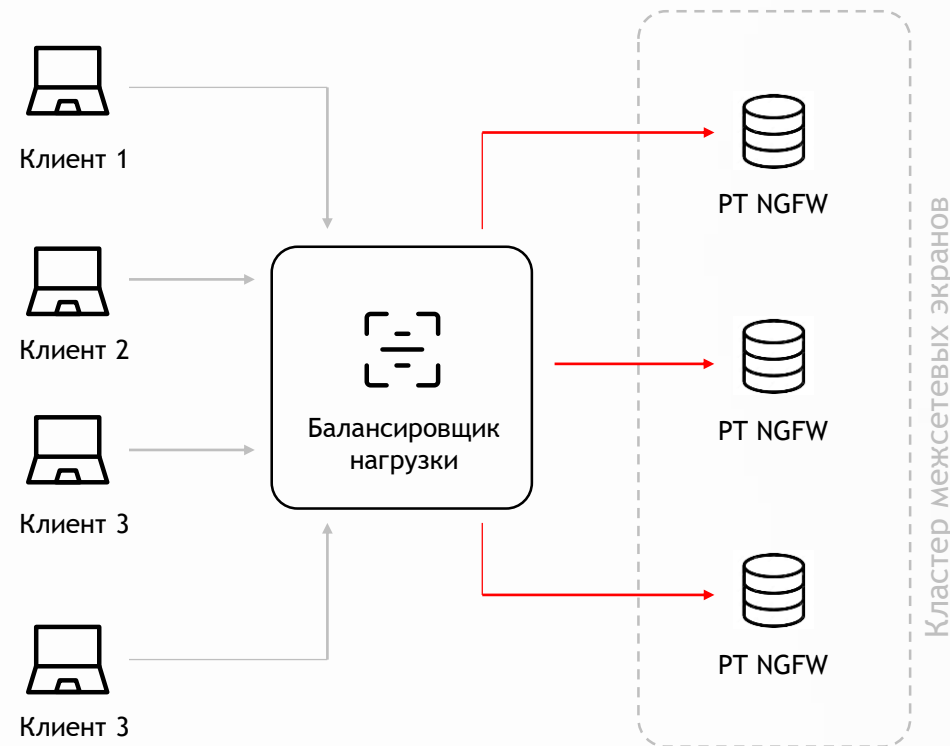 Клиент 1
Клиент 2
Клиент 3
Клиент 3
Балансировщик
нагрузки
PT NGFW
PT NGFW
PT NGFW
Кластер межсетевых экранов